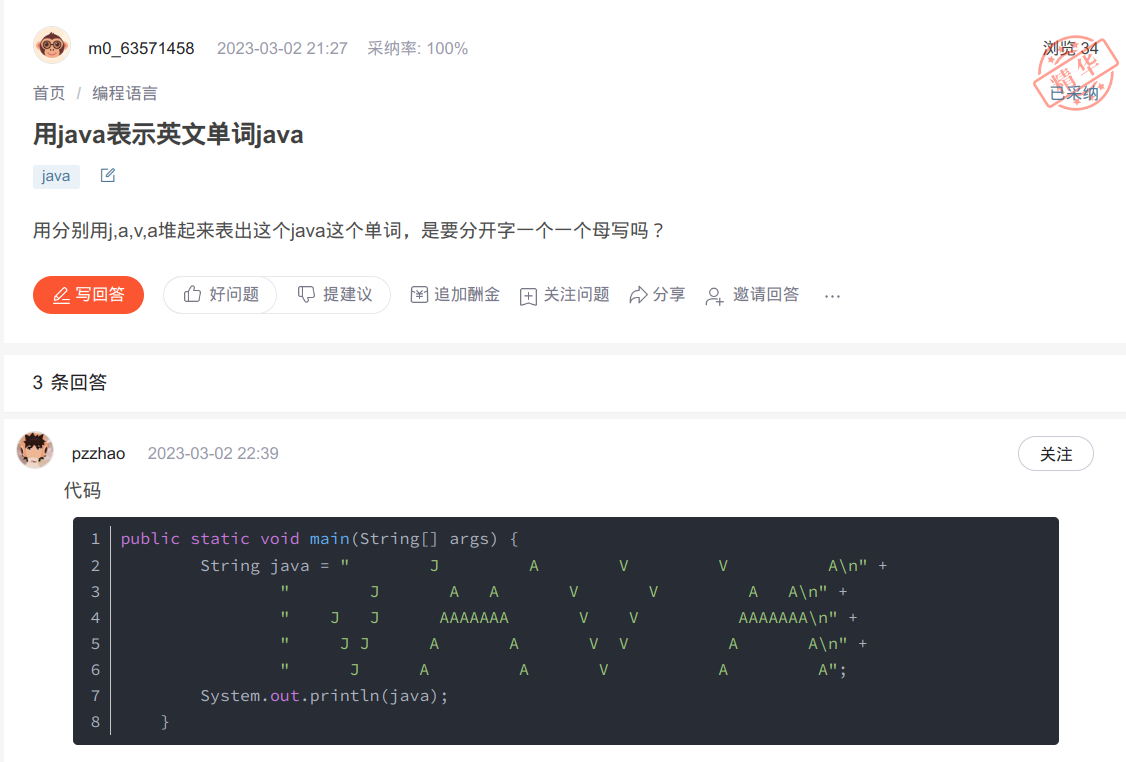 m0_63571458 2023-03-02 21:27 采纳率: 100% 浏览 34
首页 / 编程语言 已采纳
精华
用java表示英文单词java
java
用分别用j,a,v,a堆起来表出这个java这个单词，是要分开字一个一个母写吗？
写回答 好问题 提建议 追加酬金 关注问题 分享 邀请回答 ...
3 条回答
pzzhao 2023-03-02 22:39 关注
代码
1 public static void main(String[] args) {
2         String java = "        J         A        V         V          A\n" +
3                 "        J       A   A       V       V         A   A\n" +
4                 "    J   J      AAAAAAA       V    V          AAAAAAA\n" +
5                 "     J J      A       A       V  V          A       A\n" +
6                 "      J      A         A       V           A         A";
7         System.out.println(java);
8     }